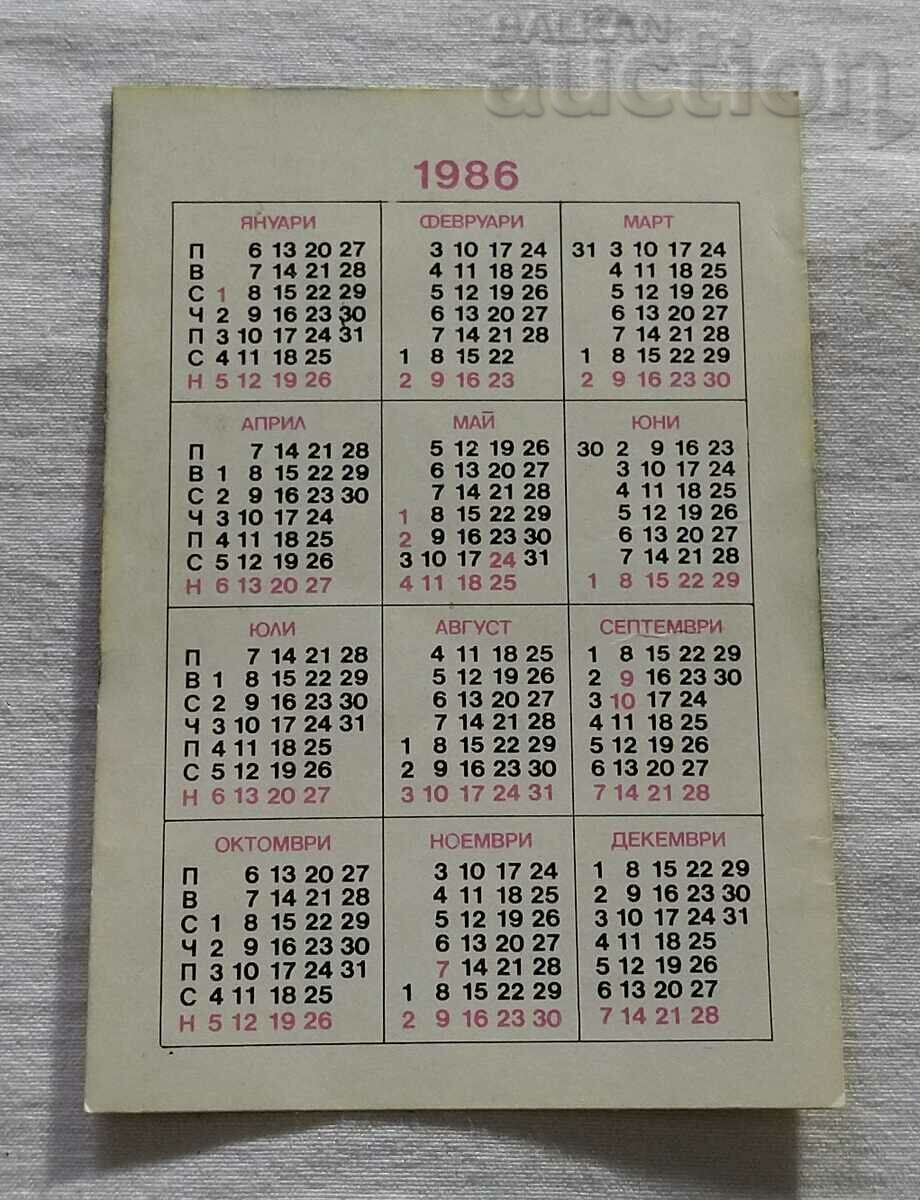 BALKAN
auction
1986
ЯНУАРИ ФЕВРУАРИ МАРТ
П 6 13 20 27 3 10 17 24 31 3 10 17 24
В 7 14 21 28 4 11 18 25 4 11 18 25
С 1 8 15 22 29 5 12 19 26 5 12 19 26
Ч 2 9 16 23 30 6 13 20 27 6 13 20 27
П 3 10 17 24 31 7 14 21 28 7 14 21 28
С 4 11 18 25 1 8 15 22 1 8 15 22 29
Н 5 12 19 26 2 9 16 23 2 9 16 23 30
АПРИЛ МАЙ ЮНИ
П 7 14 21 28 5 12 19 26 30 2 9 16 23
В 1 8 15 22 29 6 13 20 27 3 10 17 24
С 2 9 16 23 30 7 14 21 28 4 11 18 25
Ч 3 10 17 24 1 8 15 22 29 5 12 19 26
П 4 11 18 25 2 9 16 23 30 6 13 20 27
С 5 12 19 26 3 10 17 24 31 7 14 21 28
Н 6 13 20 27 4 11 18 25 1 8 15 22 29
ЮЛИ АВГУСТ СЕПТЕМВРИ
П 7 14 21 28 4 11 18 25 1 8 15 22 29
В 1 8 15 22 29 5 12 19 26 2 9 16 23 30
С 2 9 16 23 30 6 13 20 27 3 10 17 24
Ч 3 10 17 24 31 7 14 21 28 4 11 18 25
П 4 11 18 25 1 8 15 22 29 5 12 19 26
С 5 12 19 26 2 9 16 23 30 6 13 20 27
Н 6 13 20 27 3 10 17 24 31 7 14 21 28
ОКТОМВРИ НОЕМВРИ ДЕКЕМВРИ
П 6 13 20 27 3 10 17 24 1 8 15 22 29
В 7 14 21 28 4 11 18 25 2 9 16 23 30
С 1 8 15 22 29 5 12 19 26 3 10 17 24 31
Ч 2 9 16 23 30 6 13 20 27 4 11 18 25
П 3 10 17 24 31 7 14 21 28 5 12 19 26
С 4 11 18 25 1 8 15 22 29 6 13 20 27
Н 5 12 19 26 2 9 16 23 30 7 14 21 28